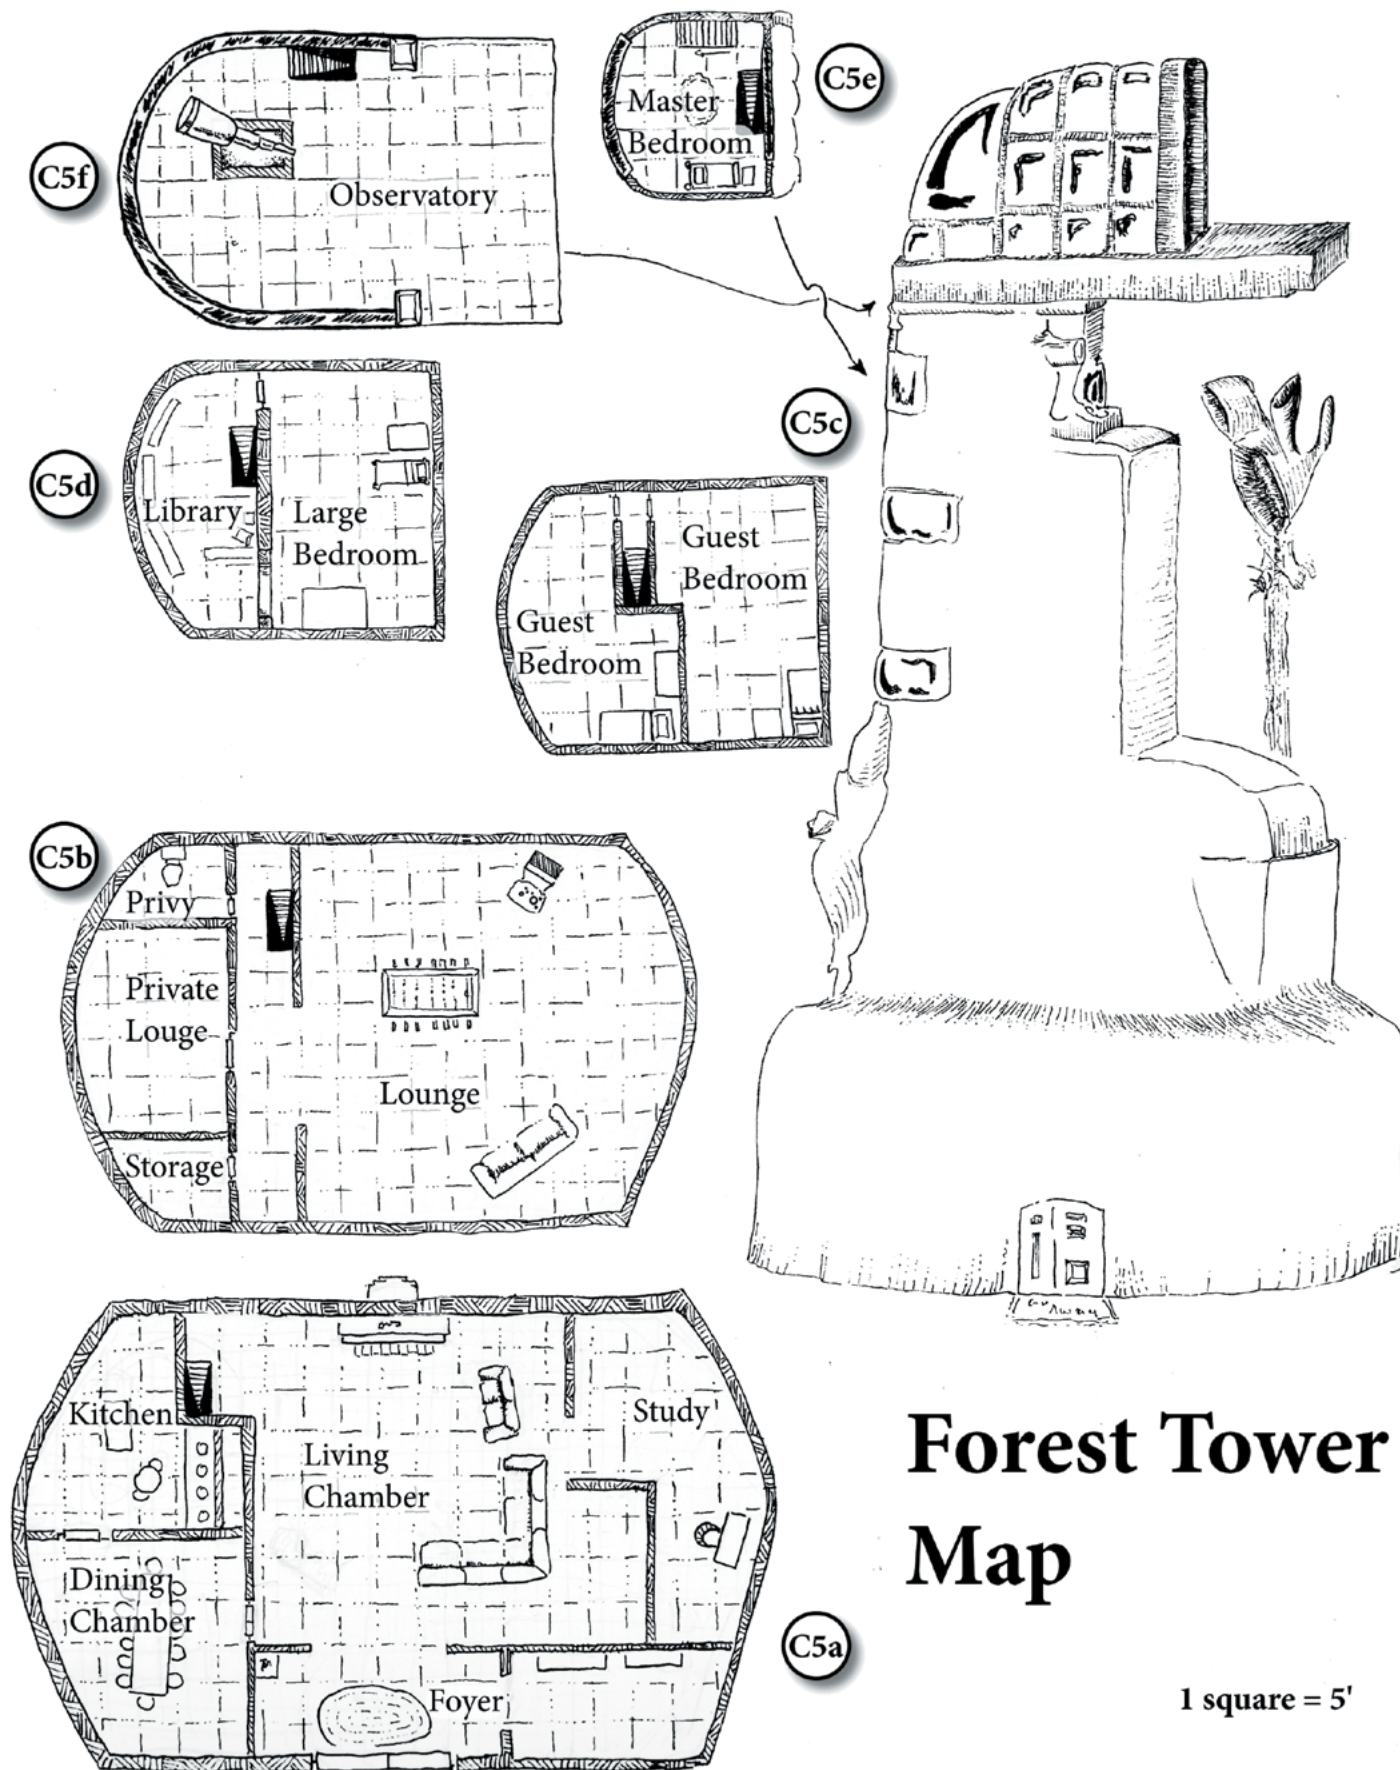 C5e
Master
Bedroom
C5f
Observatory
C5d
Library
Large
Bedroom
C5c
Guest
Bedroom
Guest
Bedroom
C5b
Privy
Private
Louge
Lounge
Storage
Kitchen
Living
Chamber
Study
Dining
Chamber
Foyer
C5a
Forest Tower
Map
1 square = 5'